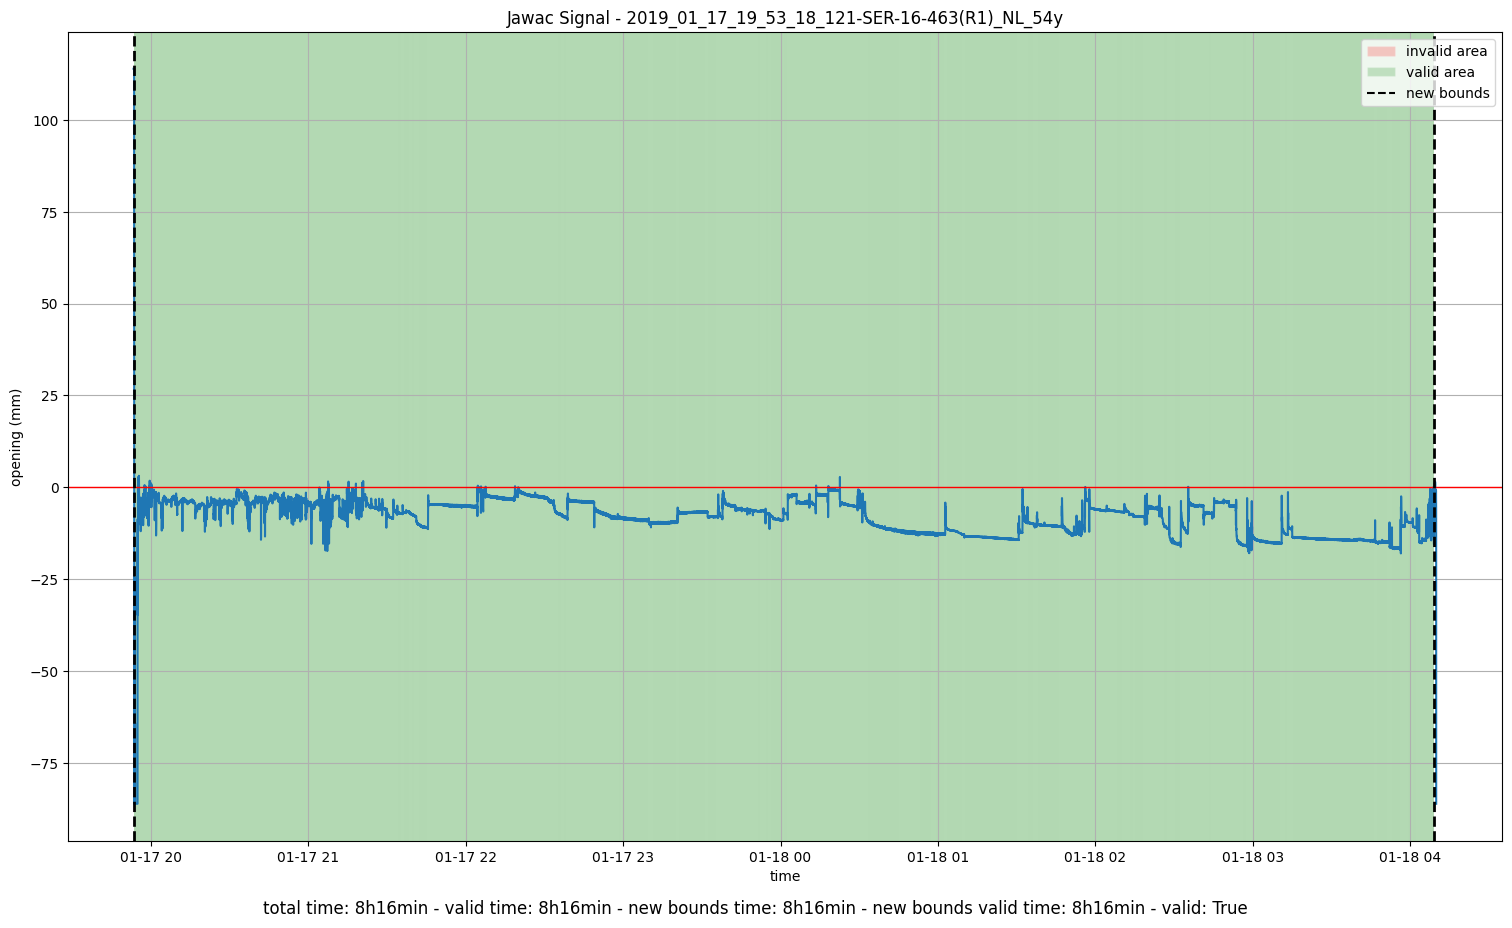 Jawac Signal - 2019_01_17_19_53_18_121-SER-16-463(R1)_NL_54y
invalid area
valid area
new bounds
opening (mm)
100
75
50
25
0
−25
−50
−75
01-17 20
01-17 21
01-17 22
01-17 23
01-18 00
01-18 01
01-18 02
01-18 03
01-18 04
time
total time: 8h16min - valid time: 8h16min - new bounds time: 8h16min - new bounds valid time: 8h16min - valid: True